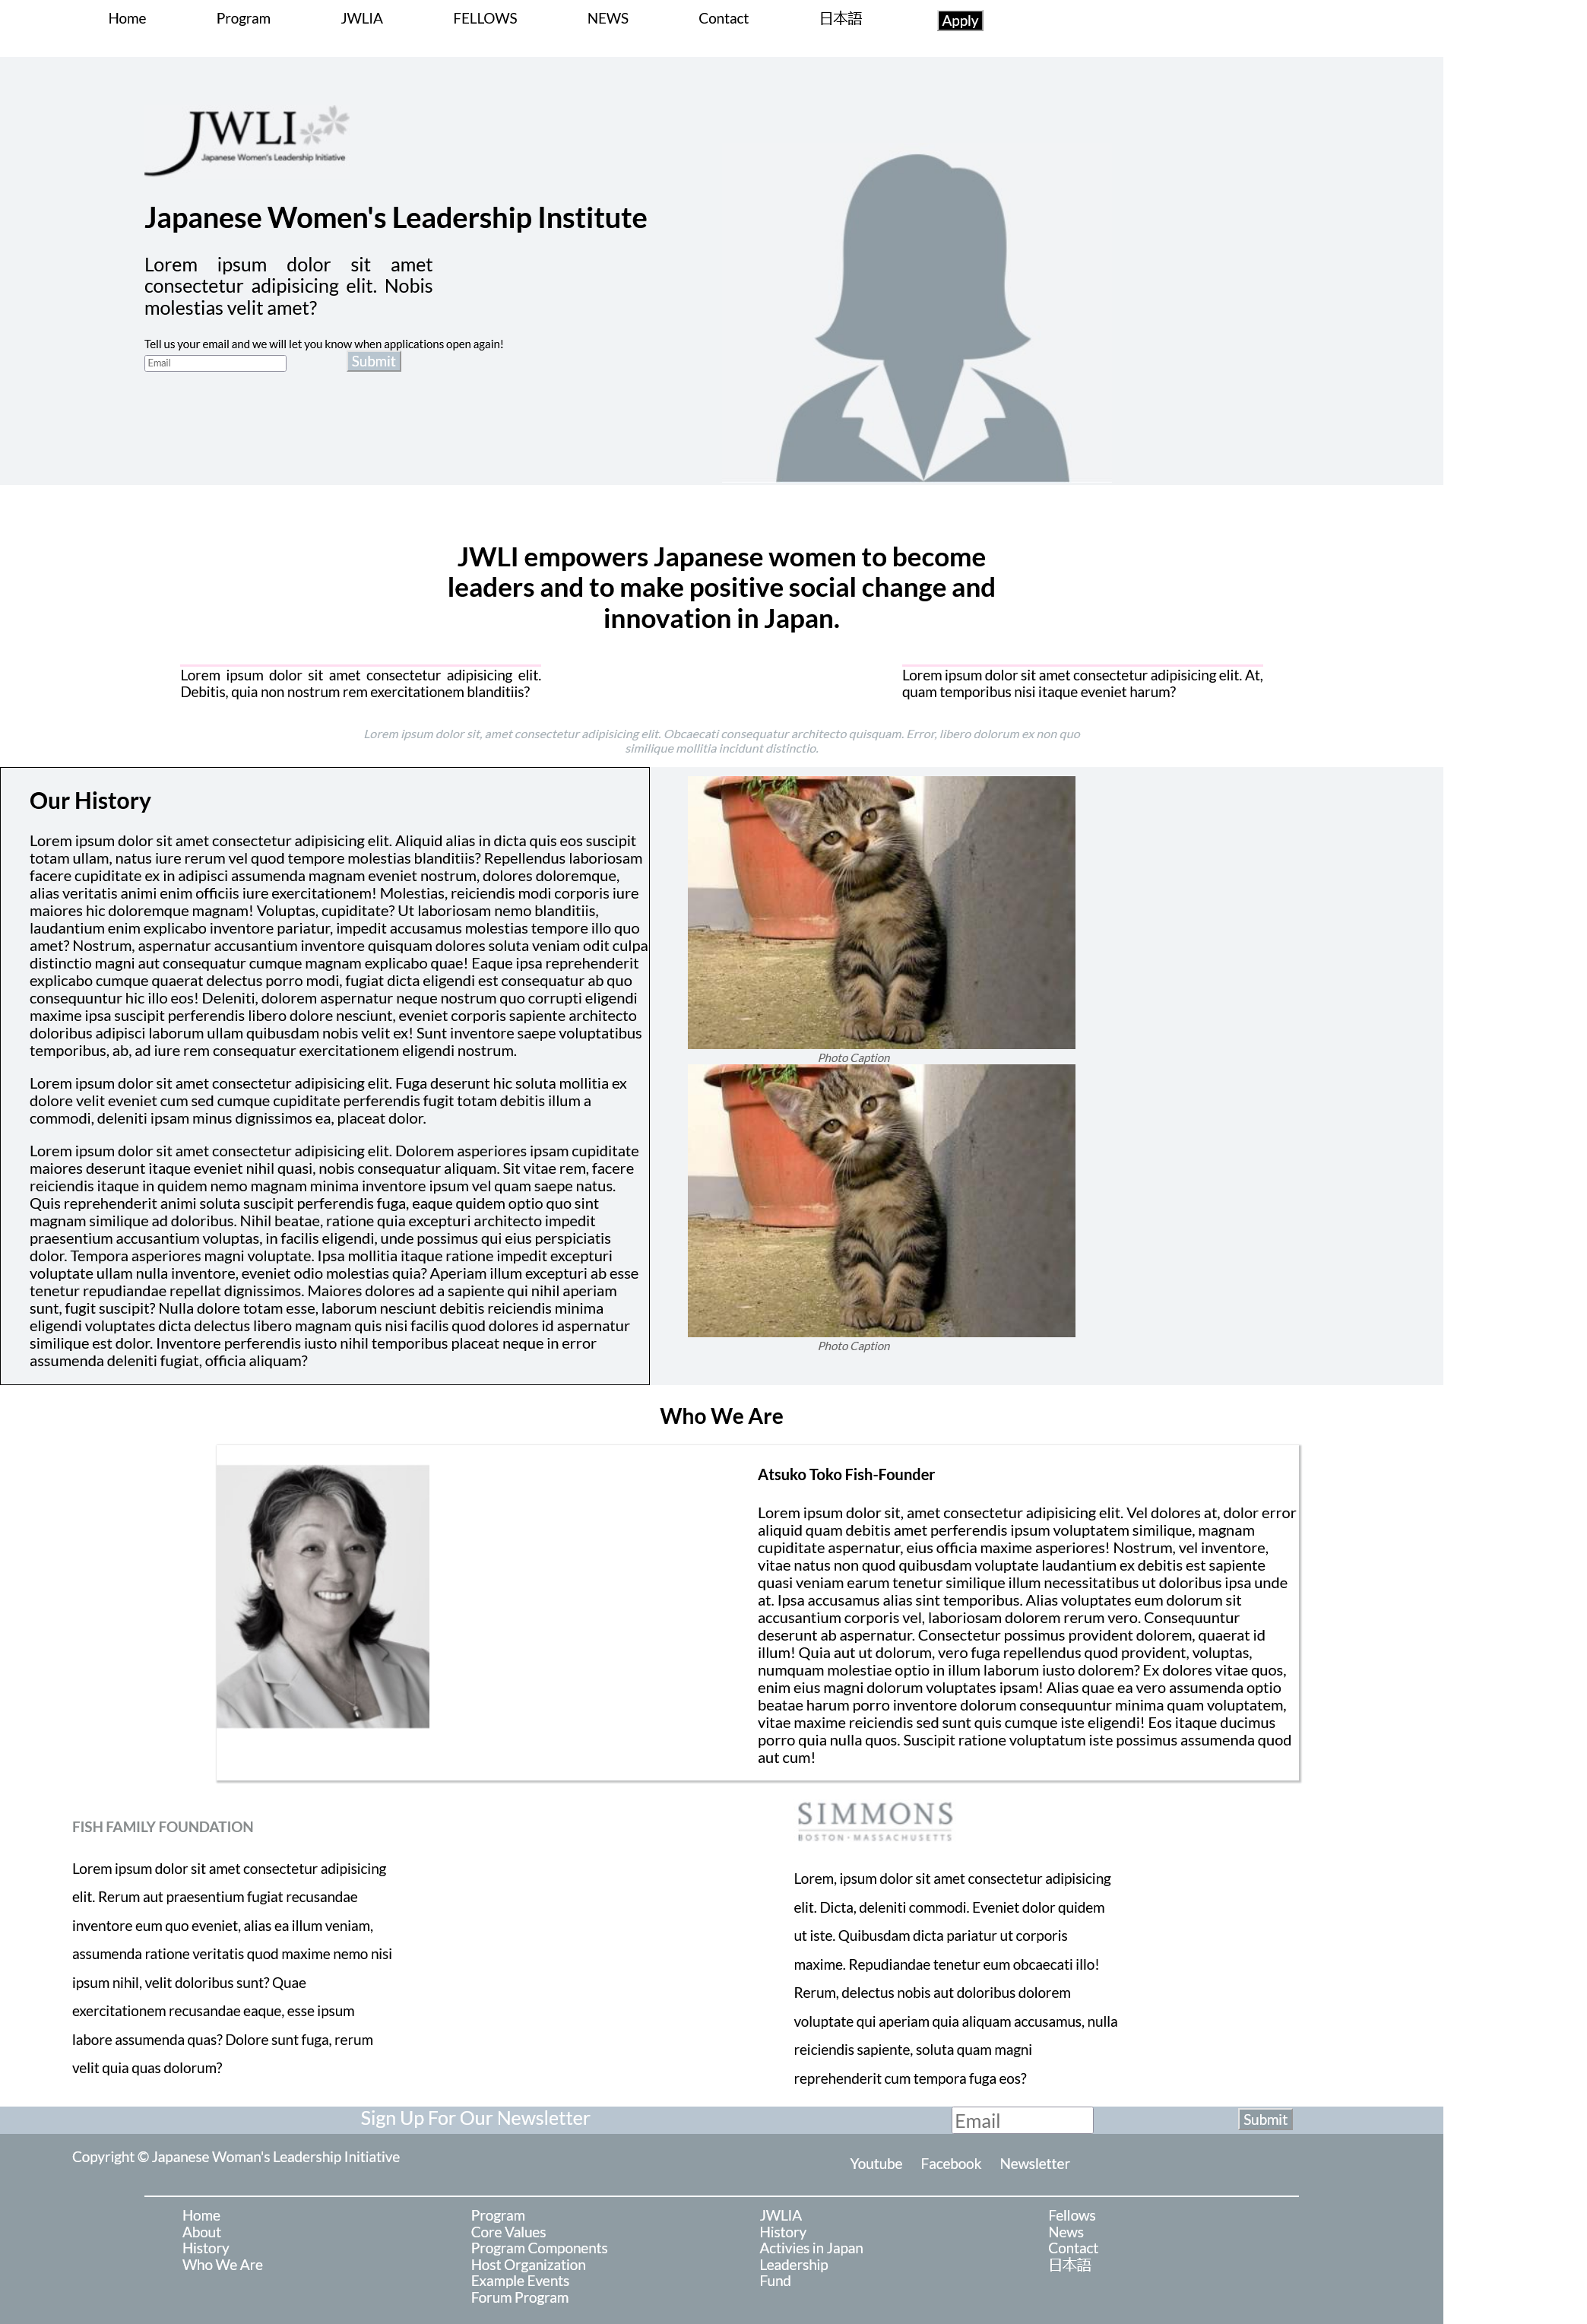 Home Program JWLIA FELLOWS NEWS Contact 日本語 Apply
JWLI
Japanese Women's Leadership Initiative
Japanese Women's Leadership Institute
Lorem ipsum dolor sit amet
consectetur adipisicing elit. Nobis
molestias velit amet?
Tell us your email and we will let you know when applications open again!
Email Submit
JWLI empowers Japanese women to become
leaders and to make positive social change and
innovation in Japan.
Lorem ipsum dolor sit amet consectetur adipisicing elit.
Debitis, quia non nostrum rem exercitationem blanditiis?
Lorem ipsum dolor sit amet consectetur adipisicing elit. At,
quam temporibus nisi itaque eveniet harum?
Lorem ipsum dolor sit, amet consectetur adipisicing elit. Obcaecati consequatur architecto quisquam. Error, libero dolorum ex non quo
similique mollitia incidunt distinctio.
Our History
Lorem ipsum dolor sit amet consectetur adipisicing elit. Aliquid alias in dicta quis eos suscipit
totam ullam, natus iure rerum vel quod tempore molestias blanditiis? Repellendus laboriosam
facere cupiditate ex in adipisci assumenda magnam eveniet nostrum, dolores doloremque,
alias veritatis animi enim officiis iure exercitationem! Molestias, reiciendis modi corporis iure
maiores hic doloremque magnam! Voluptas, cupiditate? Ut laboriosam nemo blanditiis,
laudantium enim explicabo inventore pariatur, impedit accusamus molestias tempore illo quo
amet? Nostrum, aspernatur accusantium inventore quisquam dolores soluta veniam odit culpa
distinctio magni aut consequatur cumque magnam explicabo quae! Eaque ipsa reprehenderit
explicabo cumque quaerat delectus porro modi, fugiat dicta eligendi est consequatur ab quo
consequuntur hic illo eos! Deleniti, dolorem aspernatur neque nostrum quo corrupti eligendi
maxime ipsa suscipit perferendis libero dolore nesciunt, eveniet corporis sapiente architecto
doloribus adipisci laborum ullam quibusdam nobis velit ex! Sunt inventore saepe voluptatibus
temporibus, ab, ad iure rem consequatur exercitationem eligendi nostrum.
Lorem ipsum dolor sit amet consectetur adipisicing elit. Fuga deserunt hic soluta mollitia ex
dolore velit eveniet cum sed cumque cupiditate perferendis fugit totam debitis illum a
commodi, deleniti ipsam minus dignissimos ea, placeat dolor.
Lorem ipsum dolor sit amet consectetur adipisicing elit. Dolorem asperiores ipsam cupiditate
maiores deserunt itaque eveniet nihil quasi, nobis consequatur aliquam. Sit vitae rem, facere
reiciendis itaque in quidem nemo magnam minima inventore ipsum vel quam saepe natus.
Quis reprehenderit animi soluta suscipit perferendis fuga, eaque quidem optio quo sint
magnam similique ad doloribus. Nihil beatae, ratione quia excepturi architecto impedit
praesentium accusantium voluptas, in facilis eligendi, unde possimus qui eius perspiciatis
dolor. Tempora asperiores magni voluptate. Ipsa mollitia itaque ratione impedit excepturi
voluptate ullam nulla inventore, eveniet odio molestias quia? Aperiam illum excepturi ab esse
tenetur repudiandae repellat dignissimos. Maiores dolores ad a sapiente qui nihil aperiam
sunt, fugit suscipit? Nulla dolore totam esse, laborum nesciunt debitis reiciendis minima
eligendi voluptates dicta delectus libero magnam quis nisi facilis quod dolores id aspernatur
similique est dolor. Inventore perferendis iusto nihil temporibus placeat neque in error
assumenda deleniti fugiat, officia aliquam?
Photo Caption
Photo Caption
Who We Are
Atsuko Toko Fish-Founder
Lorem ipsum dolor sit, amet consectetur adipisicing elit. Vel dolores at, dolor error
aliquid quam debitis amet perferendis ipsum voluptatem similique, magnam
cupiditate aspernatur, eius officia maxime asperiores! Nostrum, vel inventore,
vitae natus non quod quibusdam voluptate laudantium ex debitis est sapiente
quasi veniam earum tenetur similique illum necessitatibus ut doloribus ipsa unde
at. Ipsa accusamus alias sint temporibus. Alias voluptates eum dolorum sit
accusantium corporis vel, laboriosam dolorem rerum vero. Consequuntur
deserunt ab aspernatur. Consectetur possimus provident dolorem, quaerat id
illum! Quia aut ut dolorum, vero fuga repellendus quod provident, voluptas,
numquam molestiae optio in illum laborum iusto dolorem? Ex dolores vitae quos,
enim eius magni dolorum voluptates ipsam! Alias quae ea vero assumenda optio
beatae harum porro inventore dolorum consequuntur minima quam voluptatem,
vitae maxime reiciendis sed sunt quis cumque iste eligendi! Eos itaque ducimus
porro quia nulla quos. Suscipit ratione voluptatum iste possimus assumenda quod
aut cum!
FISH FAMILY FOUNDATION
Lorem ipsum dolor sit amet consectetur adipisicing
elit. Rerum aut praesentium fugiat recusandae
inventore eum quo eveniet, alias ea illum veniam,
assumenda ratione veritatis quod maxime nemo nisi
ipsum nihil, velit doloribus sunt? Quae
exercitationem recusandae eaque, esse ipsum
labore assumenda quas? Dolore sunt fuga, rerum
velit quia quas dolorum?
SIMMONS
BOSTON · MASSACHUSETTS
Lorem, ipsum dolor sit amet consectetur adipisicing
elit. Dicta, deleniti commodi. Eveniet dolor quidem
ut iste. Quibusdam dicta pariatur ut corporis
maxime. Repudiandae tenetur eum obcaecati illo!
Rerum, delectus nobis aut doloribus dolorem
voluptate qui aperiam quia aliquam accusamus, nulla
reiciendis sapiente, soluta quam magni
reprehenderit cum tempora fuga eos?
Sign Up For Our Newsletter Email Submit
Copyright © Japanese Woman's Leadership Initiative
Youtube Facebook Newsletter
Home
About
History
Who We Are
Program
Core Values
Program Components
Host Organization
Example Events
Forum Program
JWLIA
History
Activies in Japan
Leadership
Fund
Fellows
News
Contact
日本語